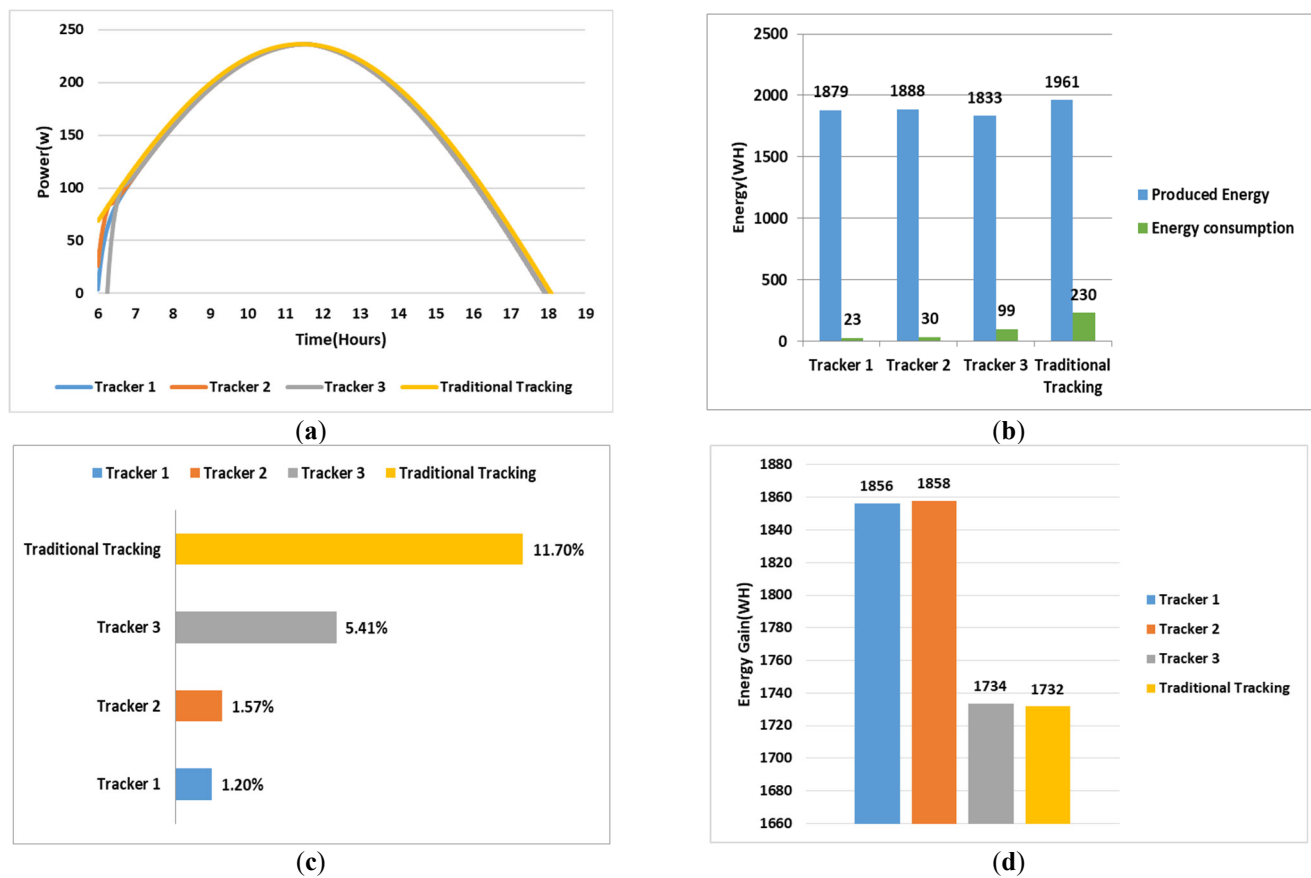 250
200
150
100
50
0
Power(w)
6 7 8 9 10 11 12 13 14 15 16 17 18 19
Time(Hours)
Tracker 1 Tracker 2 Tracker 3 Traditional Tracking
(a)
2500
2000
1500
1000
500
0
Energy(WH)
1879 1888 1833 1961
23 30 99 230
Tracker 1 Tracker 2 Tracker 3 Traditional
Tracking
Produced Energy
Energy consumption
(b)
Tracker 1 Tracker 2 Tracker 3 Traditional Tracking
Traditional Tracking 11.70%
Tracker 3 5.41%
Tracker 2 1.57%
Tracker 1 1.20%
(c)
1880
1860
1840
1820
1800
1780
1760
1740
1720
1700
1680
1660
Energy Gain(WH)
1856 1858 1734 1732
Tracker 1
Tracker 2
Tracker 3
Traditional Tracking
(d)